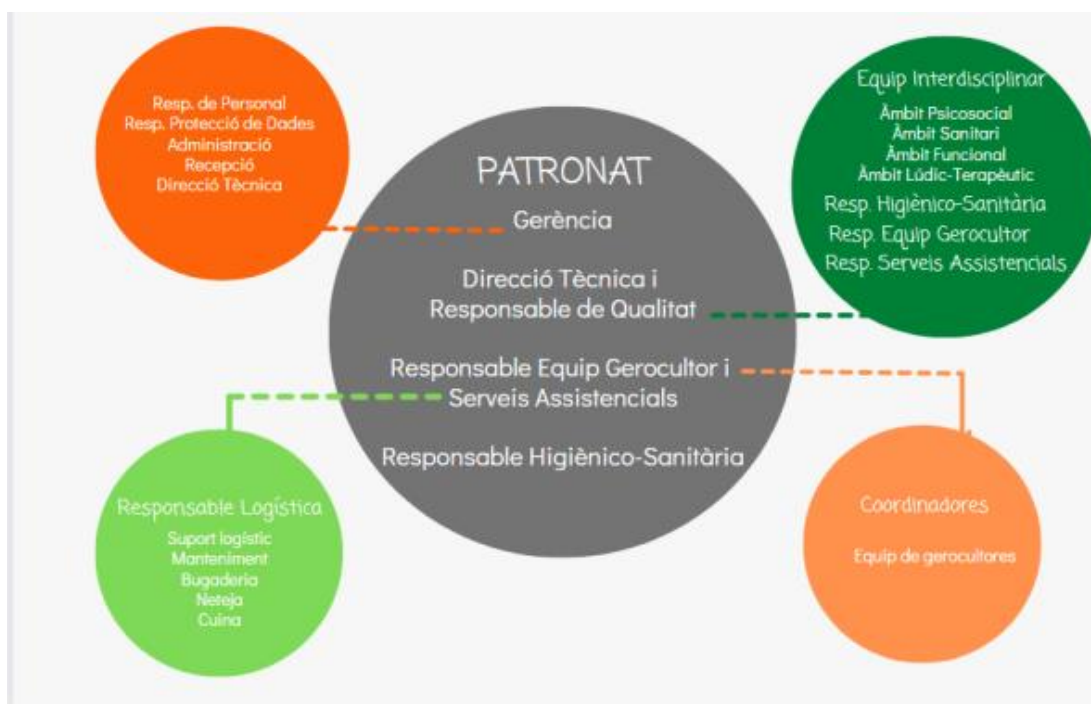 Resp. de Personal
Resp. Protecció de Dades
Administració
Recepció
Direcció Tècnica
PATRONAT
Gerència
Direcció Tècnica i
Responsable de Qualitat
Responsable Equip Gerocultor i
Serveis Assistencials
Responsable Higiènico-Sanitària
Equip Interdisciplinar
Àmbit Psicosocial
Àmbit Sanitari
Àmbit Funcional
Àmbit Lúdic-Terapèutic
Resp. Higiènico-Sanitària
Resp. Equip Gerocultor
Resp. Serveis Assistencials
Responsable Logística
Suport logístic
Manteniment
Bugaderia
Neteja
Cuina
Coordinadores
Equip de gerocultores